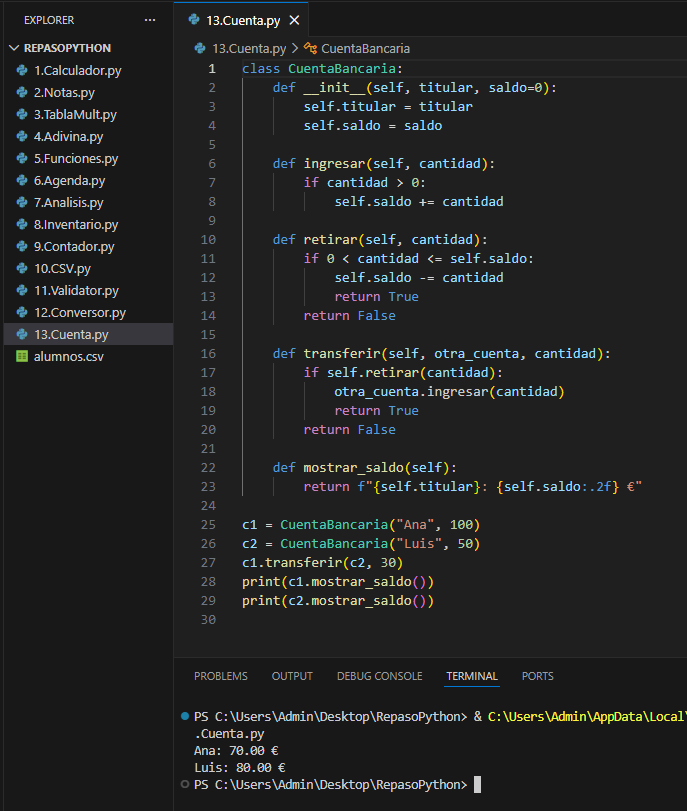 EXPLORER ...
REPASOPYTHON
1.Calculador.py
2.Notas.py
3.TablaMult.py
4.Adivina.py
5.Funciones.py
6.Agenda.py
7.Analisis.py
8.Inventario.py
9.Contador.py
10.CSV.py
11.Validator.py
12.Conversor.py
13.Cuenta.py
alumnos.csv
13.Cuenta.py
13.Cuenta.py > CuentaBancaria
1 class CuentaBancaria:
2     def __init__(self, titular, saldo=0):
3         self.titular = titular
4         self.saldo = saldo
5
6     def ingresar(self, cantidad):
7         if cantidad > 0:
8             self.saldo += cantidad
9
10     def retirar(self, cantidad):
11         if 0 < cantidad <= self.saldo:
12             self.saldo -= cantidad
13             return True
14         return False
15
16     def transferir(self, otra_cuenta, cantidad):
17         if self.retirar(cantidad):
18             otra_cuenta.ingresar(cantidad)
19             return True
20         return False
21
22     def mostrar_saldo(self):
23         return f"{self.titular}: {self.saldo:.2f} €"
24
25 c1 = CuentaBancaria("Ana", 100)
26 c2 = CuentaBancaria("Luis", 50)
27 c1.transferir(c2, 30)
28 print(c1.mostrar_saldo())
29 print(c2.mostrar_saldo())
30
PROBLEMS OUTPUT DEBUG CONSOLE TERMINAL PORTS
PS C:\Users\Admin\Desktop\RepasoPython> & C:\Users\Admin\AppData\Local\
.Cuenta.py
Ana: 70.00 €
Luis: 80.00 €
PS C:\Users\Admin\Desktop\RepasoPython>